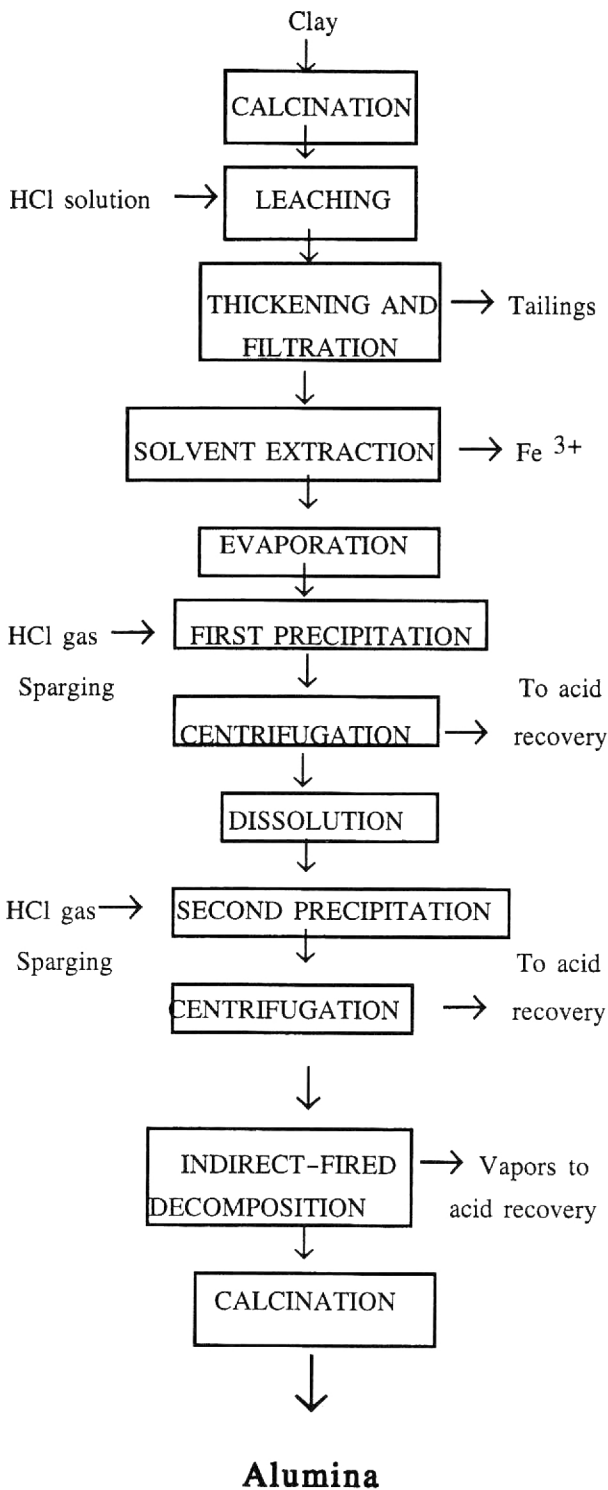 Clay
CALCINATION
HCl solution
LEACHING
THICKENING AND
FILTRATION
Tailings
SOLVENT EXTRACTION
Fe 3+
EVAPORATION
HCl gas
Sparging
FIRST PRECIPITATION
CENTRIFUGATION
To acid
recovery
DISSOLUTION
HCl gas
Sparging
SECOND PRECIPITATION
CENTRIFUGATION
To acid
recovery
INDIRECT-FIRED
DECOMPOSITION
Vapors to
acid recovery
CALCINATION
Alumina